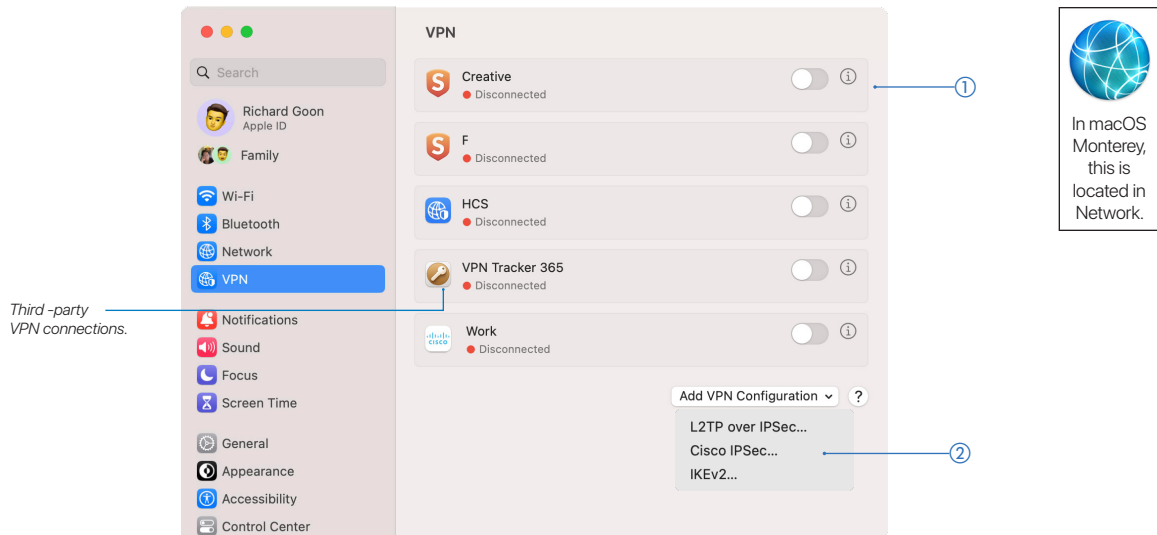 VPN
Search
Richard Goon
Apple ID
Family
Wi-Fi
Bluetooth
Network
VPN
Notifications
Sound
Focus
Screen Time
General
Appearance
Accessibility
Control Center
S
Creative
Disconnected
S
F
Disconnected
HCS
Disconnected
VPN Tracker 365
Disconnected
cisco
Work
Disconnected
Add VPN Configuration
?
L2TP over IPSec...
Cisco IPSec...
IKEv2...
1
2
Third -party
VPN connections.
In macOS
Monterey,
this is
located in
Network.